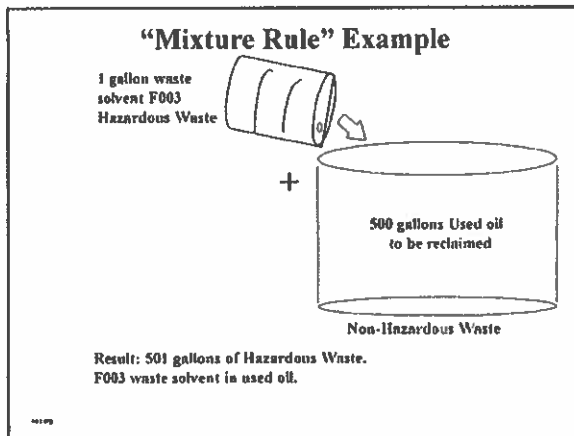 "Mixture Rule" Example
1 gallon waste
solvent F003
Hazardous Waste
+
500 gallons Used oil
to be reclaimed
Non-Hazardous Waste
Result: 501 gallons of Hazardous Waste.
F003 waste solvent in used oil.